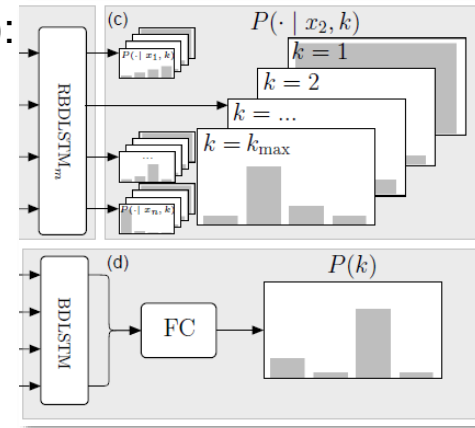 ):
(c)
P(· | x₂, k)
P(· | x₁, k)
k = 1
k = 2
k = ...
k = kₘₐₓ
RBDLSTMₘ
...
P(· | xₙ, k)
(d)
P(k)
BDLSTM
FC